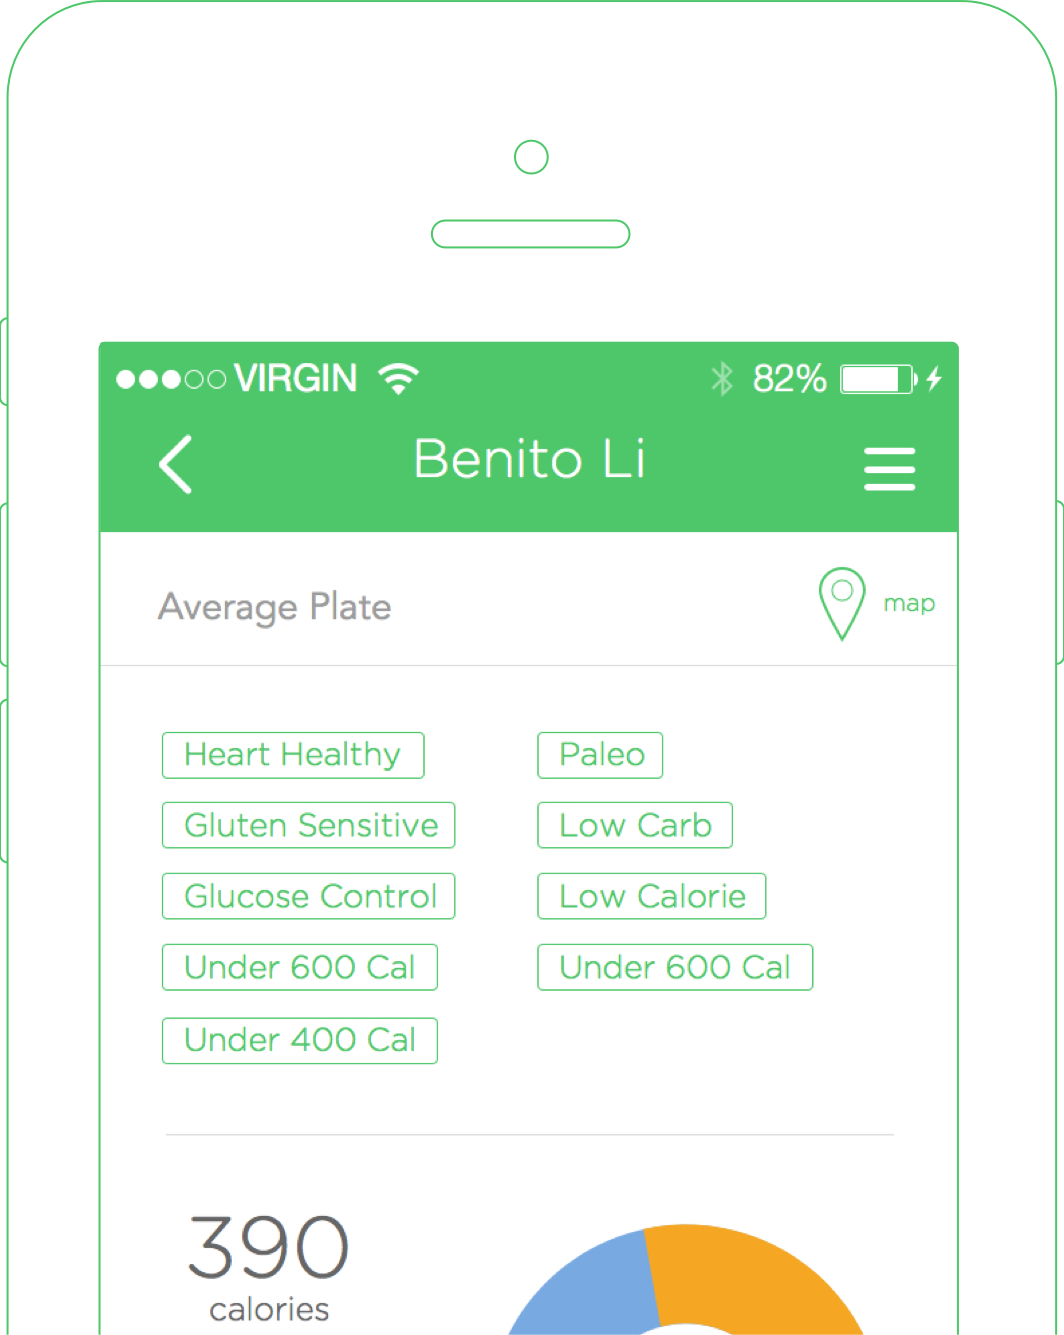 VIRGIN 82%
Benito Li
Average Plate map
Heart Healthy Paleo
Gluten Sensitive Low Carb
Glucose Control Low Calorie
Under 600 Cal Under 600 Cal
Under 400 Cal
390
calories